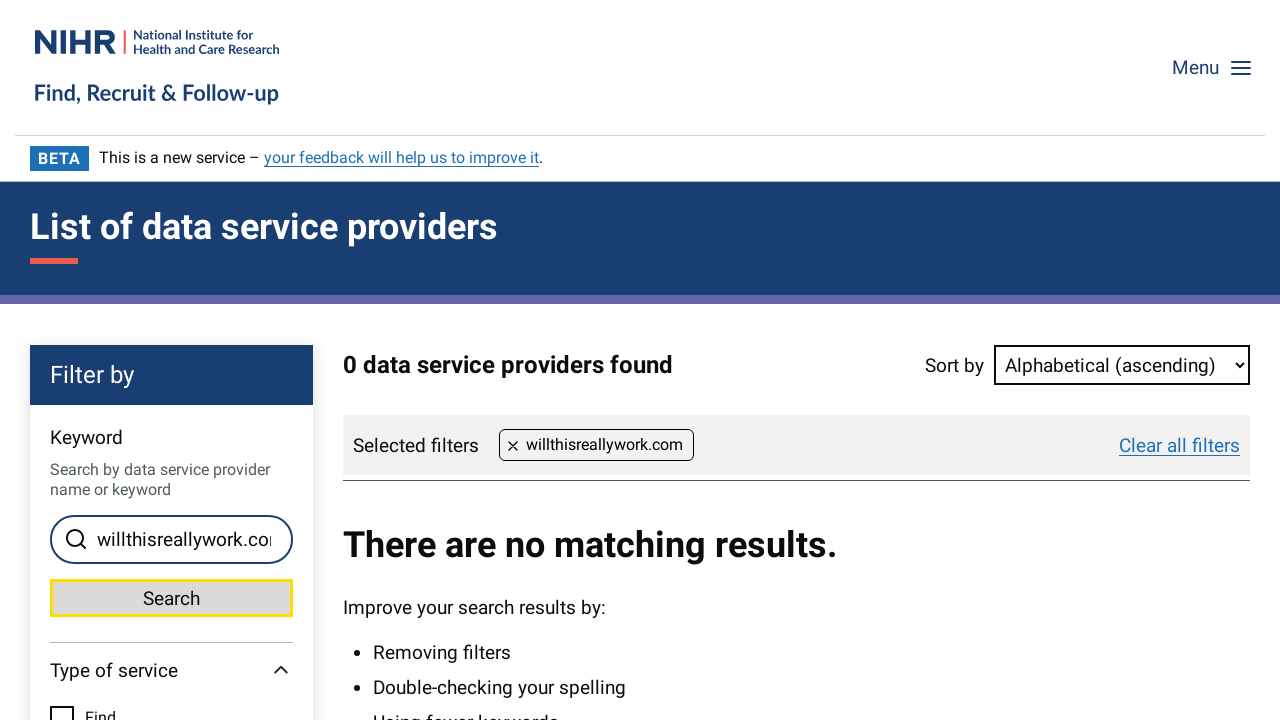 NIHR | National Institute for
Health and Care Research
Find, Recruit & Follow-up
Menu
BETA This is a new service – your feedback will help us to improve it.
List of data service providers
Filter by
Keyword
Search by data service provider
name or keyword
willthisreallywork.co
Search
Type of service
Find
0 data service providers found
Sort by Alphabetical (ascending)
Selected filters × willthisreallywork.com Clear all filters
There are no matching results.
Improve your search results by:
• Removing filters
• Double-checking your spelling
• Using fewer keywords